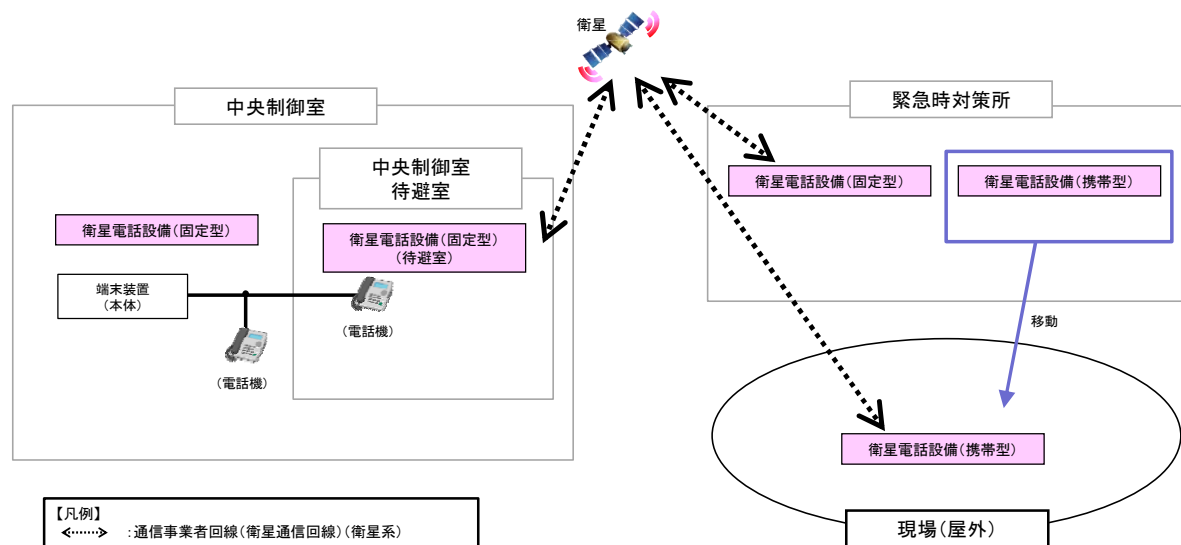 衛星
中央制御室
緊急時対策所
中央制御室
待避室
衛星電話設備(固定型)
衛星電話設備(携帯型)
衛星電話設備(固定型)
衛星電話設備(固定型)
(待避室)
端末装置
(本体)
(電話機)
(電話機)
移動
衛星電話設備(携帯型)
現場(屋外)
【凡例】
:通信事業者回線(衛星通信回線)(衛星系)